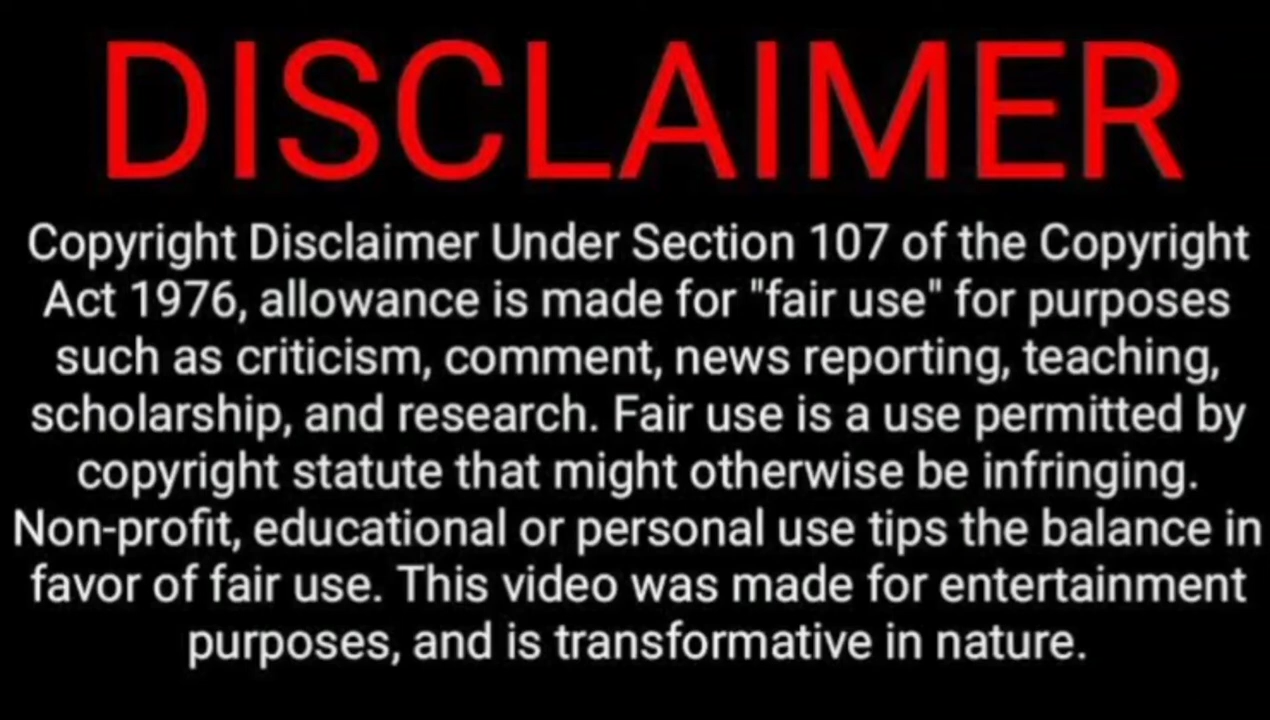 DISCLAIMER
Copyright Disclaimer Under Section 107 of the Copyright
Act 1976, allowance is made for "fair use" for purposes
such as criticism, comment, news reporting, teaching,
scholarship, and research. Fair use is a use permitted by
copyright statute that might otherwise be infringing.
Non-profit, educational or personal use tips the balance in
favor of fair use. This video was made for entertainment
purposes, and is transformative in nature.